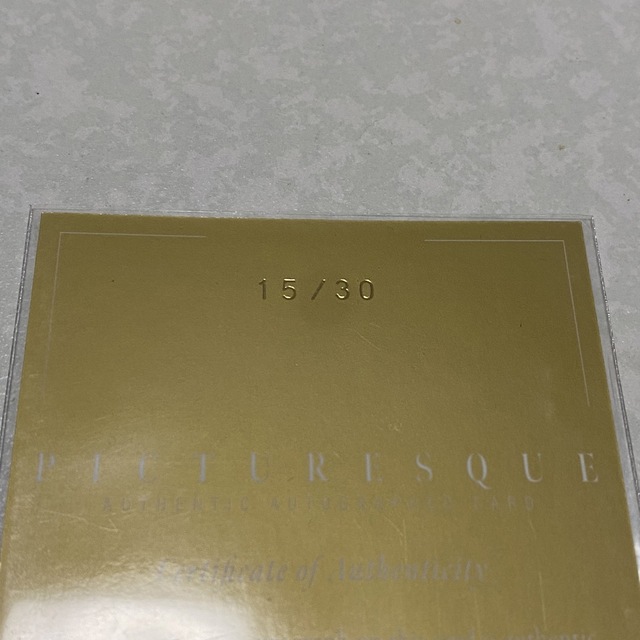 15/30
PICTURESQUE
AUTHENTIC AUTOGRAPHED CARD
Certificate of Authenticity